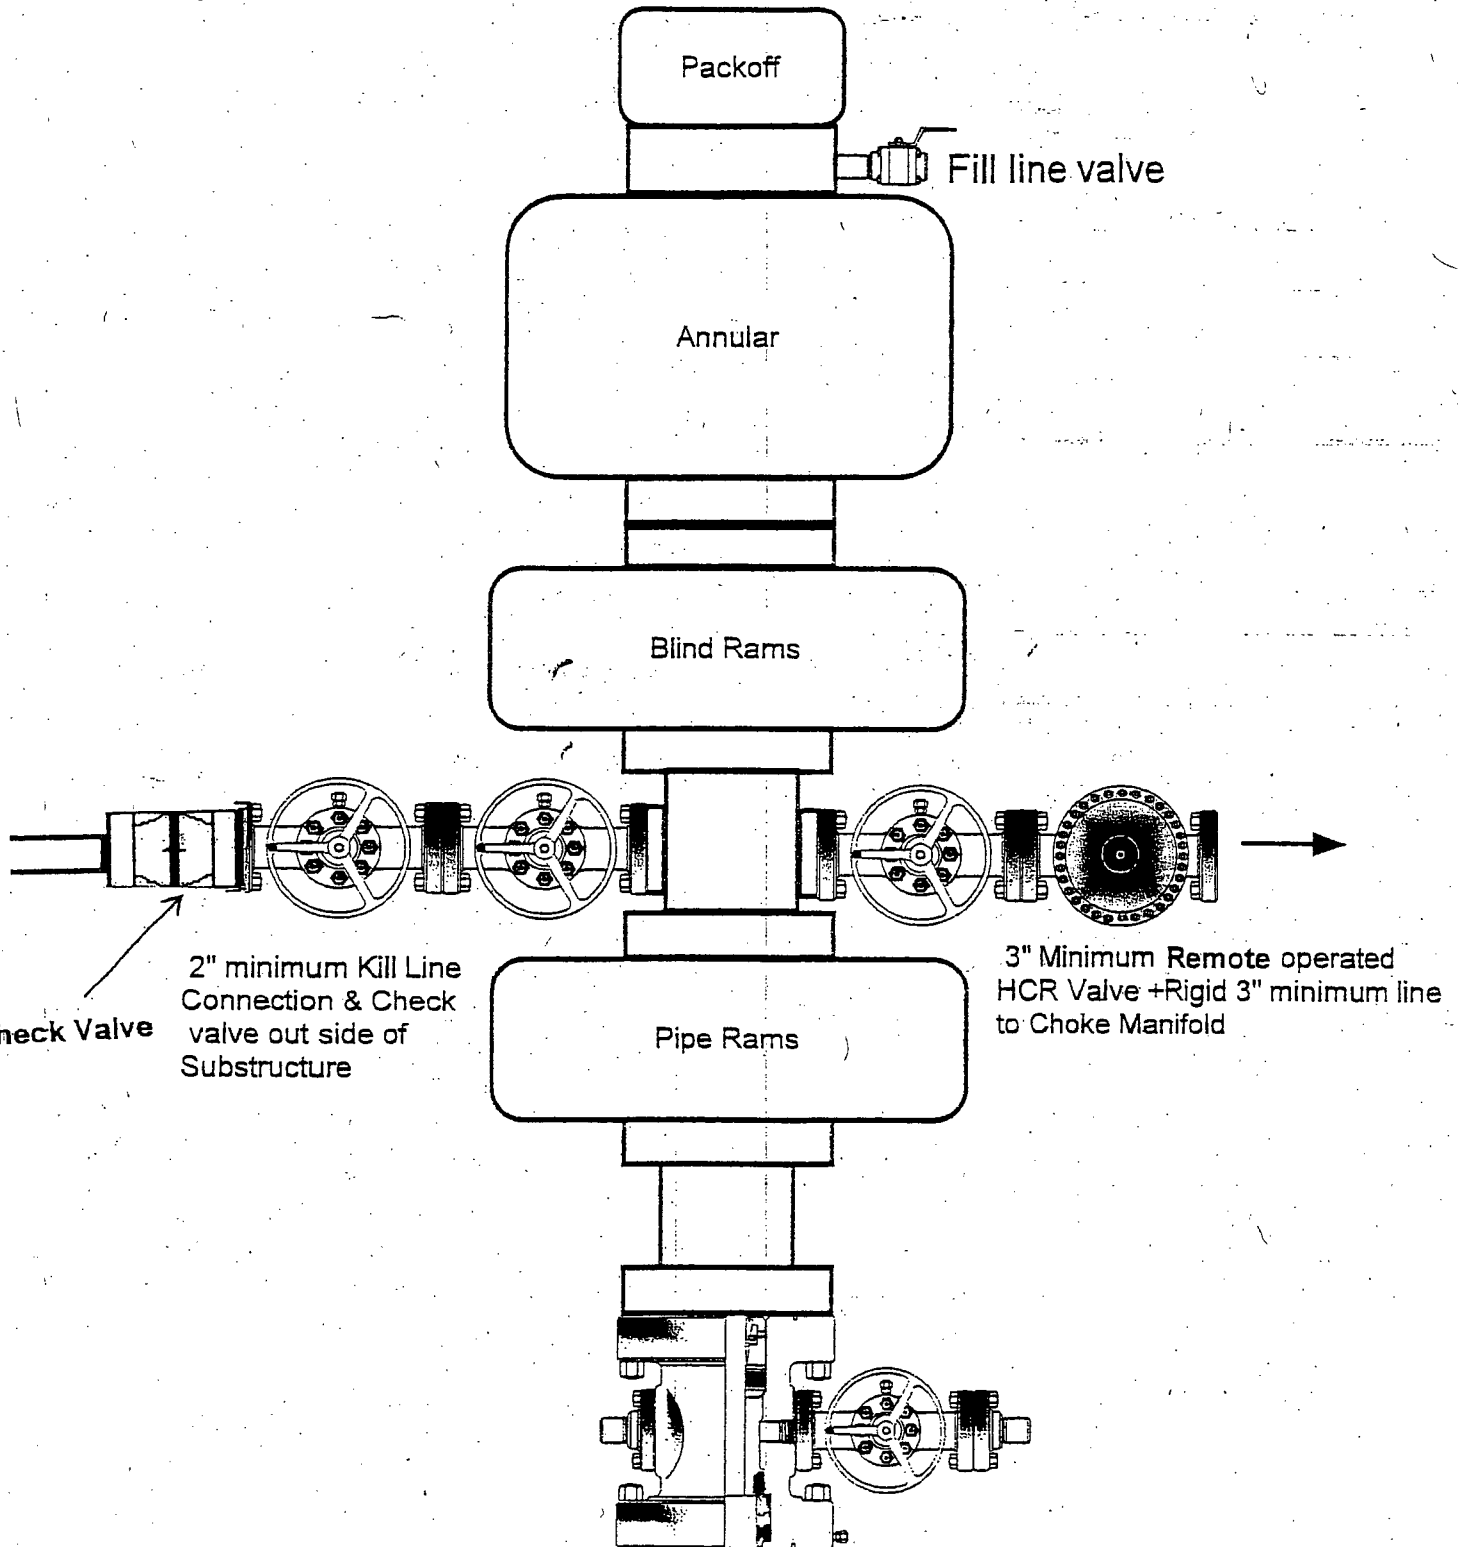 Packoff
Fill line valve
Annular
Blind Rams
2" minimum Kill Line
Connection & Check
valve out side of
Substructure
neck Valve
3" Minimum Remote operated
HCR Valve +Rigid 3" minimum line
to Choke Manifold
Pipe Rams